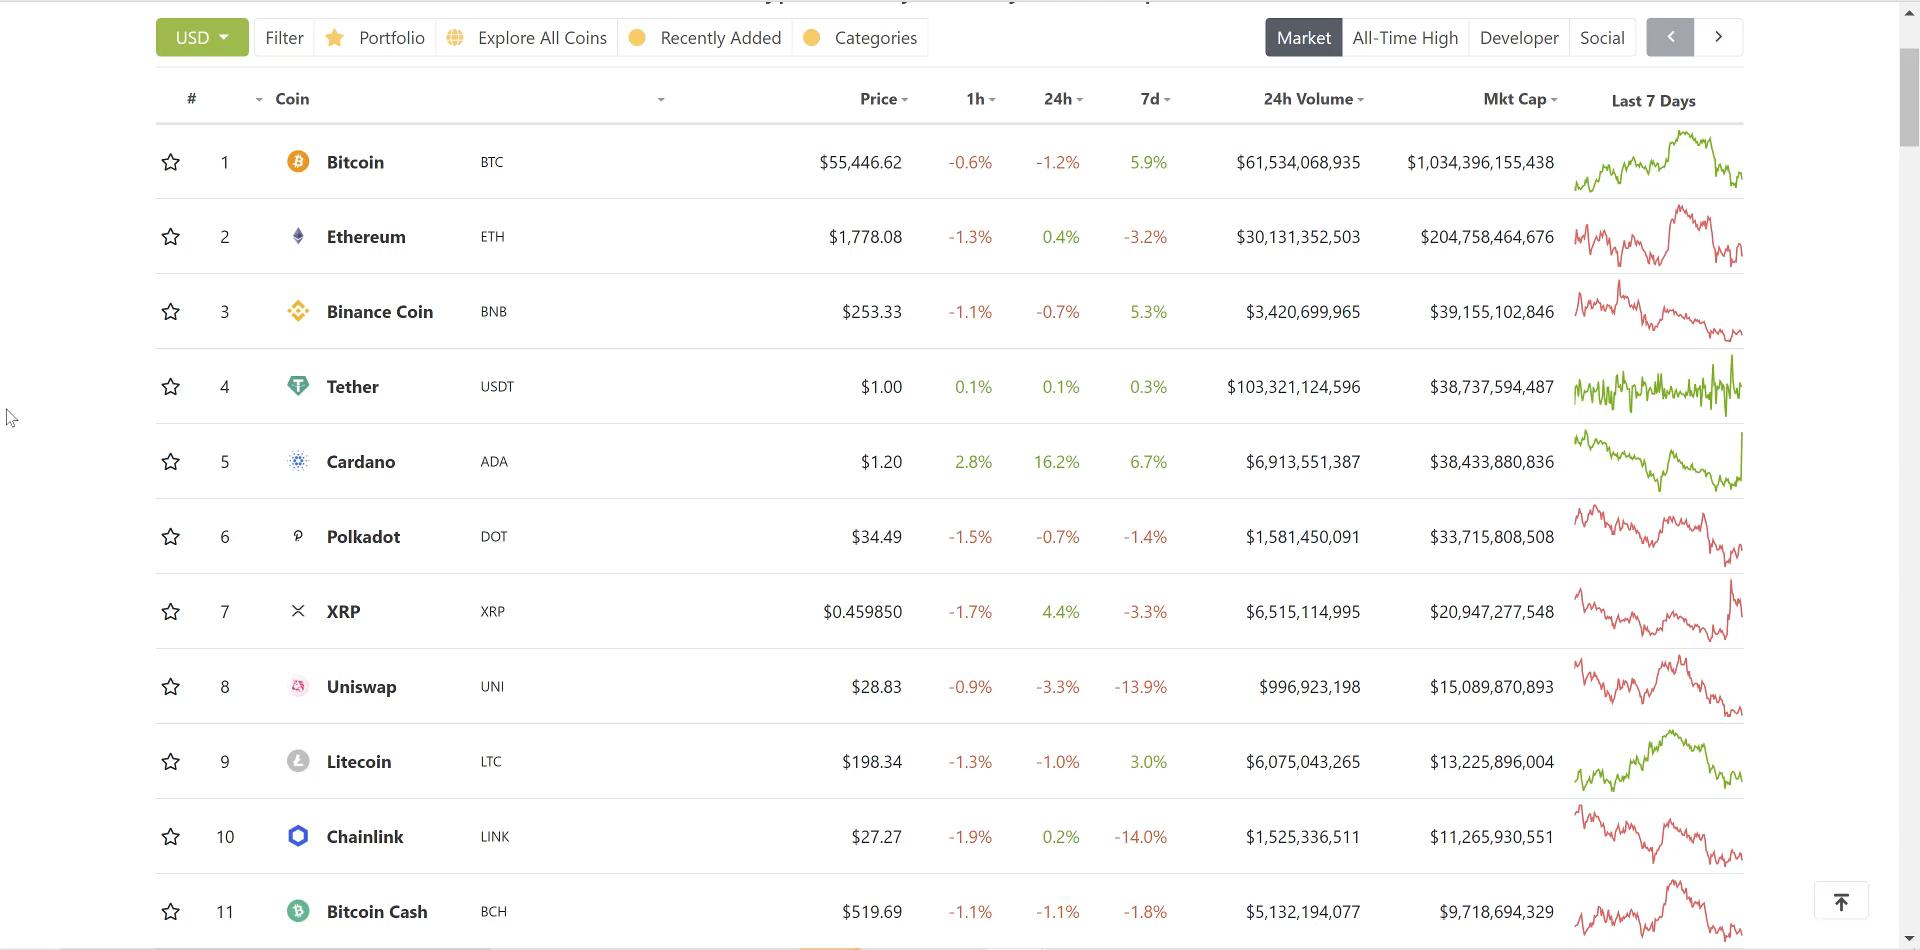 USD Filter Portfolio Explore All Coins Recently Added Categories Market All-Time High Developer Social
# Coin Price 1h 24h 7d 24h Volume Mkt Cap Last 7 Days
1 Bitcoin BTC $55,446.62 -0.6% -1.2% 5.9% $61,534,068,935 $1,034,396,155,438
2 Ethereum ETH $1,778.08 -1.3% 0.4% -3.2% $30,131,352,503 $204,758,464,676
3 Binance Coin BNB $253.33 -1.1% -0.7% 5.3% $3,420,699,965 $39,155,102,846
4 Tether USDT $1.00 0.1% 0.1% 0.3% $103,321,124,596 $38,737,594,487
5 Cardano ADA $1.20 2.8% 16.2% 6.7% $6,913,551,387 $38,433,880,836
6 Polkadot DOT $34.49 -1.5% -0.7% -1.4% $1,581,450,091 $33,715,808,508
7 XRP XRP $0.459850 -1.7% 4.4% -3.3% $6,515,114,995 $20,947,277,548
8 Uniswap UNI $28.83 -0.9% -3.3% -13.9% $996,923,198 $15,089,870,893
9 Litecoin LTC $198.34 -1.3% -1.0% 3.0% $6,075,043,265 $13,225,896,004
10 Chainlink LINK $27.27 -1.9% 0.2% -14.0% $1,525,336,511 $11,265,930,551
11 Bitcoin Cash BCH $519.69 -1.1% -1.1% -1.8% $5,132,194,077 $9,718,694,329